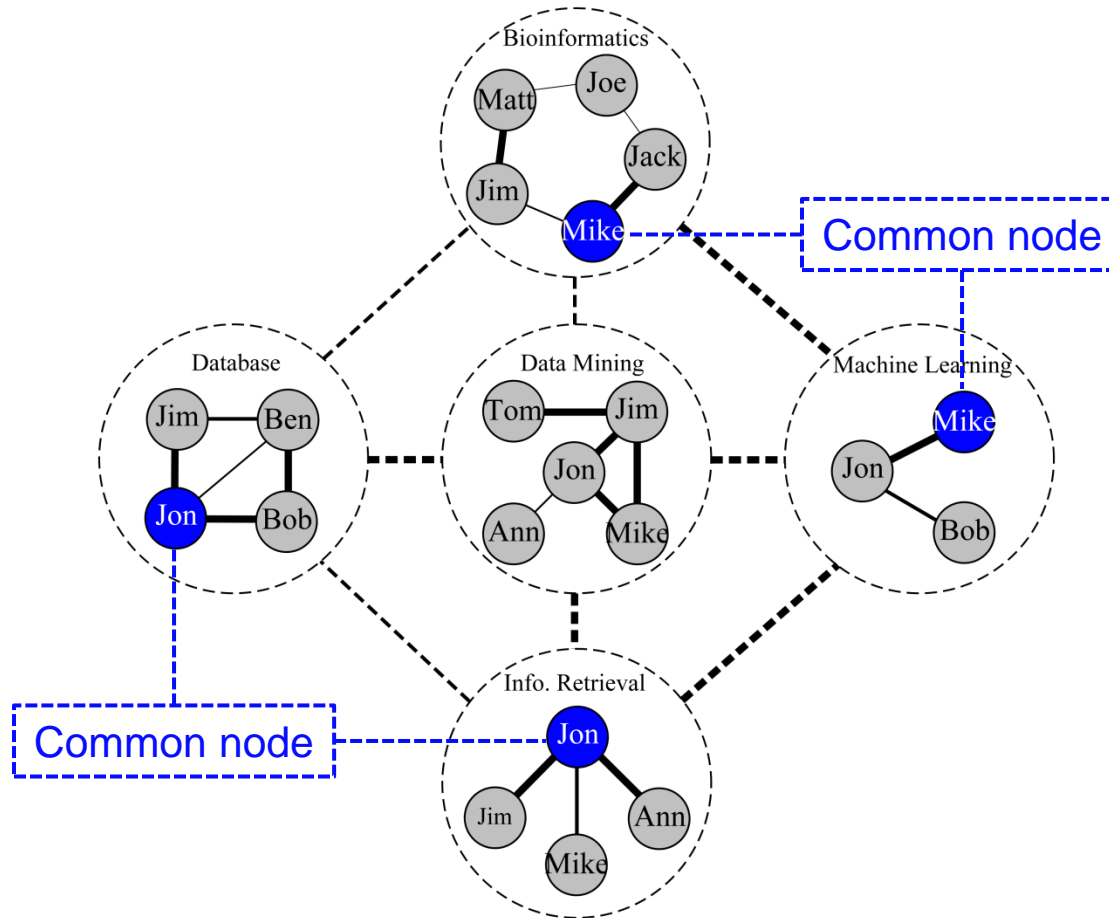 Bioinformatics
Matt
Joe
Jack
Jim
Mike
Common node
Database
Jim
Ben
Jon
Bob
Data Mining
Tom
Jim
Jon
Ann
Mike
Machine Learning
Mike
Jon
Bob
Common node
Info. Retrieval
Jon
Jim
Mike
Ann